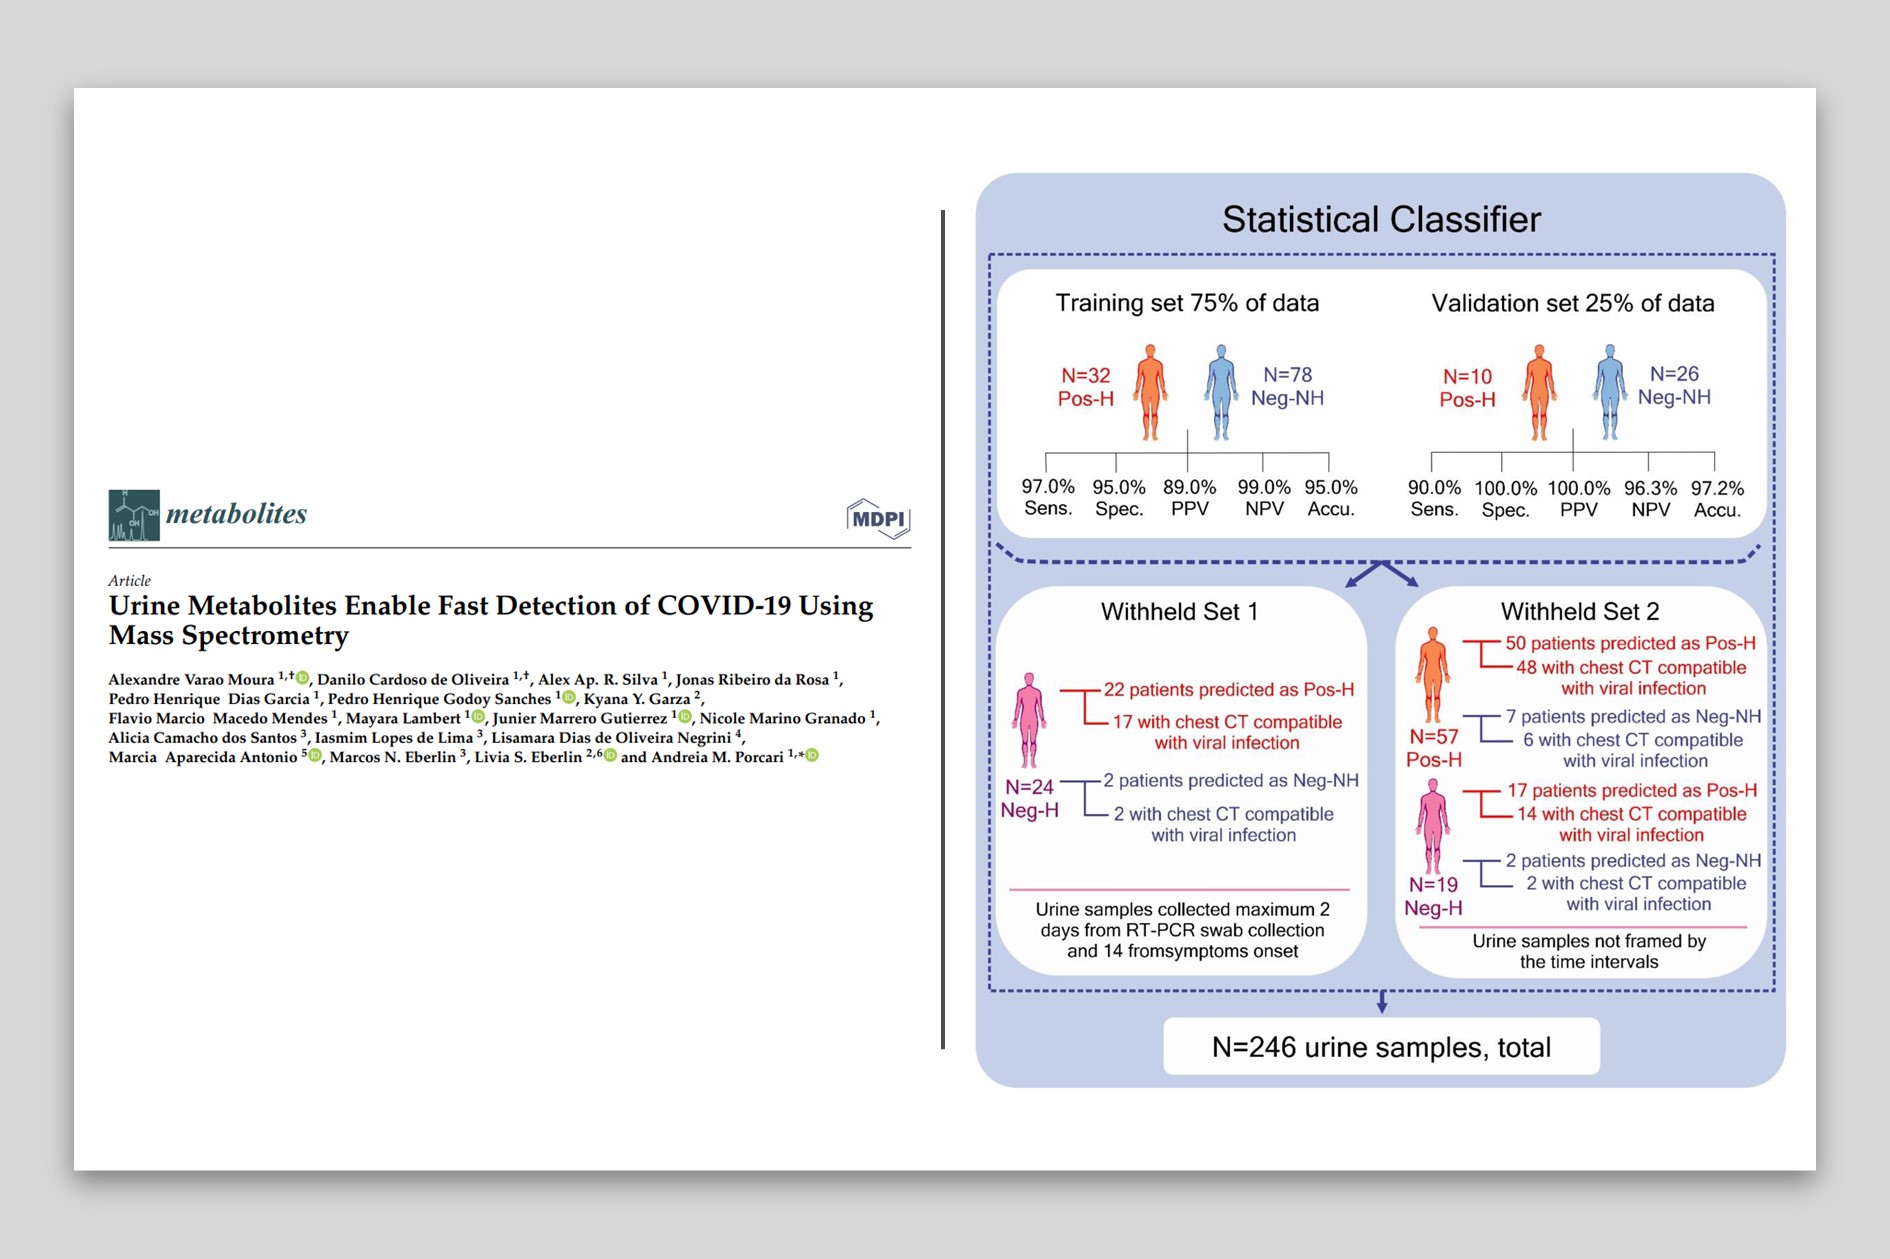 metabolites
MDPI
Article
Urine Metabolites Enable Fast Detection of COVID-19 Using
Mass Spectrometry
Alexandre Varao Moura 1,† iD, Danilo Cardoso de Oliveira 1,†, Alex Ap. R. Silva 1, Jonas Ribeiro da Rosa 1,
Pedro Henrique Dias Garcia 1, Pedro Henrique Godoy Sanches 1 iD, Kyana Y. Garza 2,
Flavio Marcio Macedo Mendes 1, Mayara Lambert 1 iD, Junier Marrero Gutierrez 1 iD, Nicole Marino Granado 1,
Alicia Camacho dos Santos 3, Iasmim Lopes de Lima 3, Lisamara Dias de Oliveira Negrini 4,
Marcia Aparecida Antonio 5 iD, Marcos N. Eberlin 3, Livia S. Eberlin 2,6 iD and Andreia M. Porcari 1,* iD
Statistical Classifier
Training set 75% of data
N=32
Pos-H
N=78
Neg-NH
97.0% 95.0% 89.0% 99.0% 95.0%
Sens. Spec. PPV NPV Accu.
Validation set 25% of data
N=10
Pos-H
N=26
Neg-NH
90.0% 100.0% 100.0% 96.3% 97.2%
Sens. Spec. PPV NPV Accu.
Withheld Set 1
N=24
Neg-H
22 patients predicted as Pos-H
17 with chest CT compatible
with viral infection
2 patients predicted as Neg-NH
2 with chest CT compatible
with viral infection
Urine samples collected maximum 2
days from RT-PCR swab collection
and 14 fromsymptoms onset
Withheld Set 2
N=57
Pos-H
50 patients predicted as Pos-H
48 with chest CT compatible
with viral infection
7 patients predicted as Neg-NH
6 with chest CT compatible
with viral infection
N=19
Neg-H
17 patients predicted as Pos-H
14 with chest CT compatible
with viral infection
2 patients predicted as Neg-NH
2 with chest CT compatible
with viral infection
Urine samples not framed by
the time intervals
N=246 urine samples, total